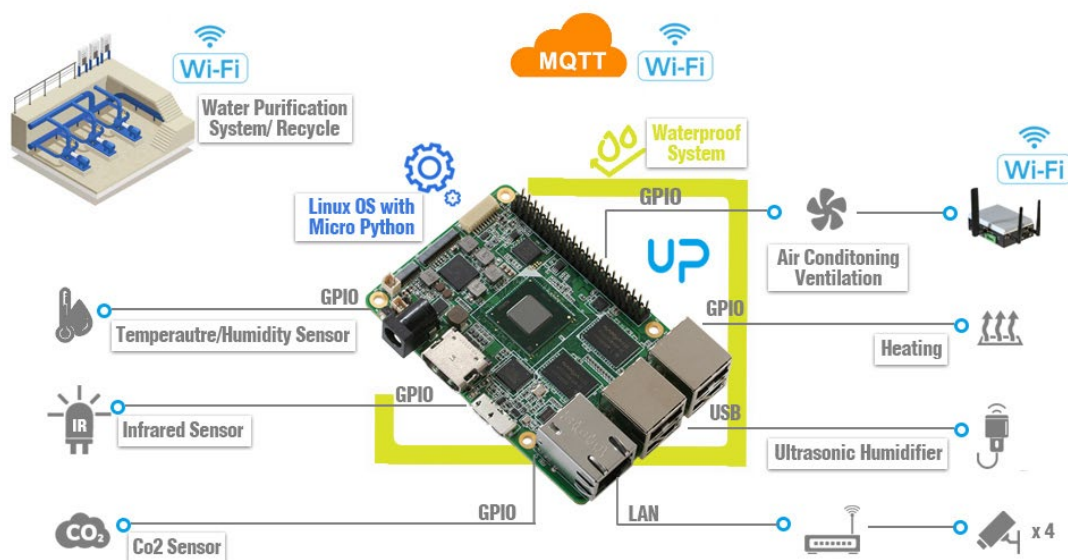 Wi-Fi
Water Purification
System/ Recycle
MQTT
Wi-Fi
Waterproof
System
Wi-Fi
Linux OS with
Micro Python
GPIO
UP
Air Conditoning
Ventilation
GPIO
Temperautre/Humidity Sensor
GPIO
Heating
GPIO
IR
Infrared Sensor
USB
Ultrasonic Humidifier
GPIO
CO₂
Co2 Sensor
LAN
x 4